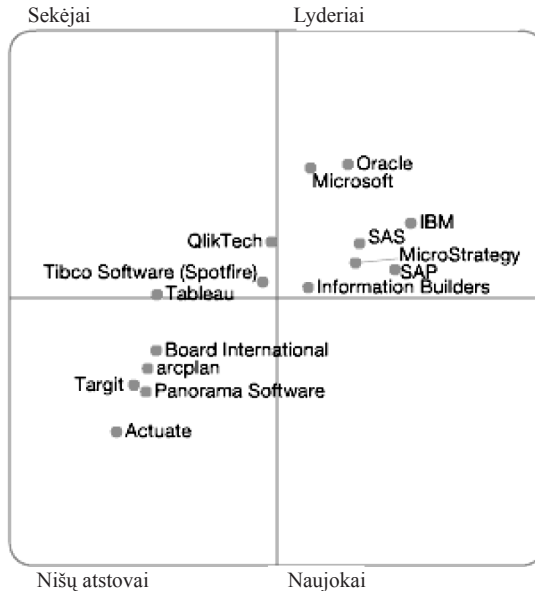 Sekėjai
Lyderiai
Oracle
Microsoft
IBM
QlikTech
SAS
MicroStrategy
Tibco Software (Spotfire)
SAP
Tableau
Information Builders
Board International
arcplan
Targit
Panorama Software
Actuate
Nišų atstovai
Naujokai